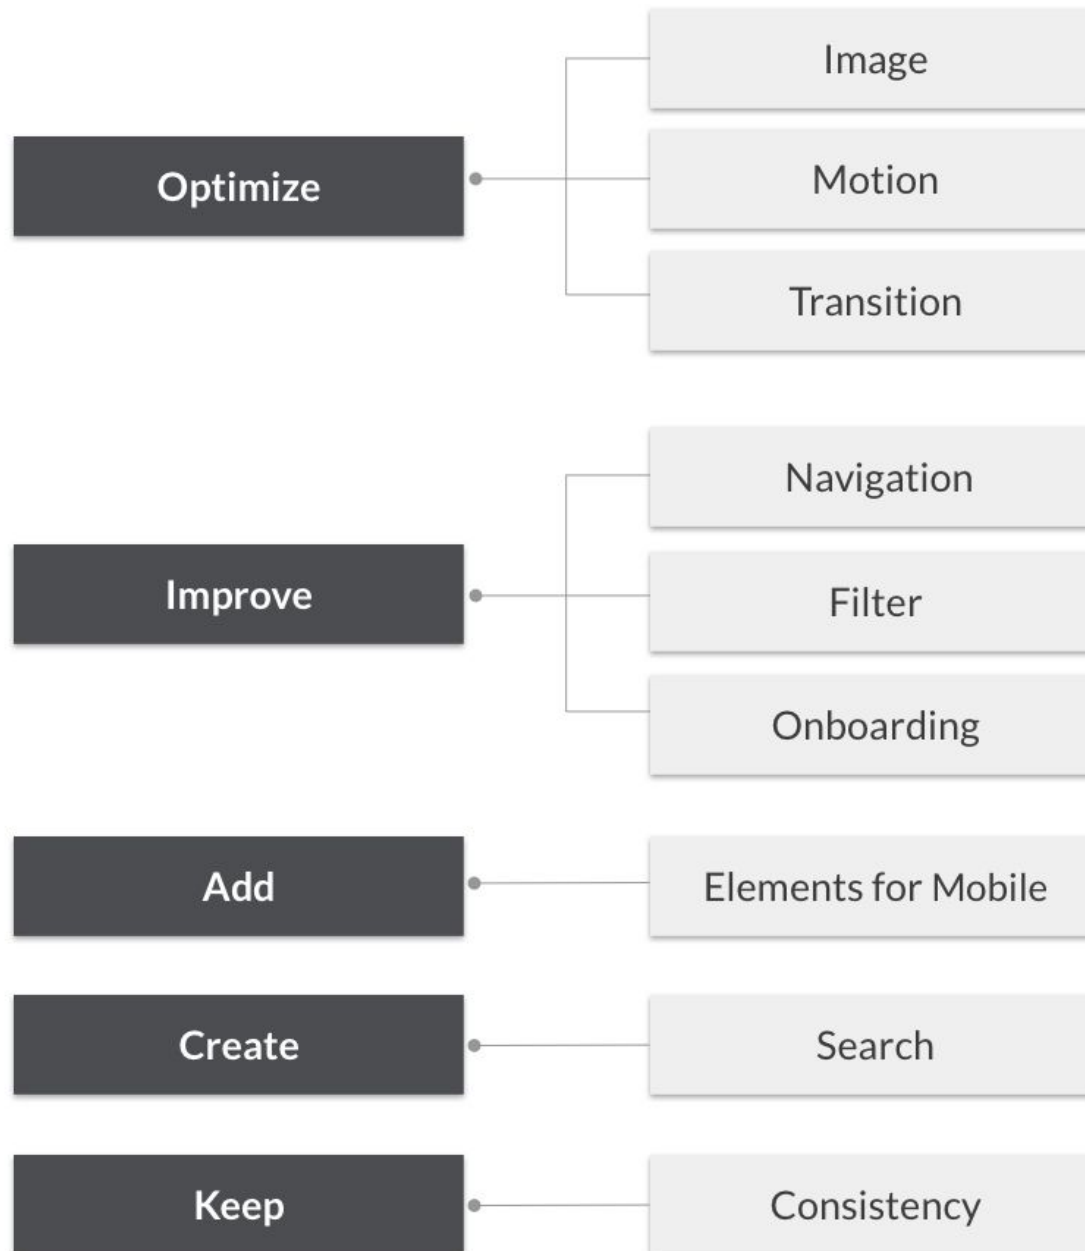 Optimize
Image
Motion
Transition
Improve
Navigation
Filter
Onboarding
Add
Elements for Mobile
Create
Search
Keep
Consistency